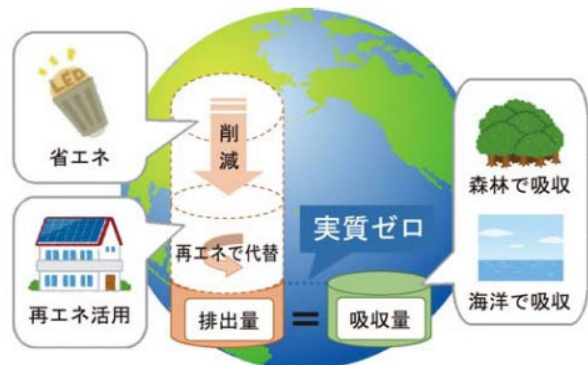 LED
省エネ
削減
再エネ活用
再エネで代替
排出量
=
吸収量
実質ゼロ
森林で吸収
海洋で吸収